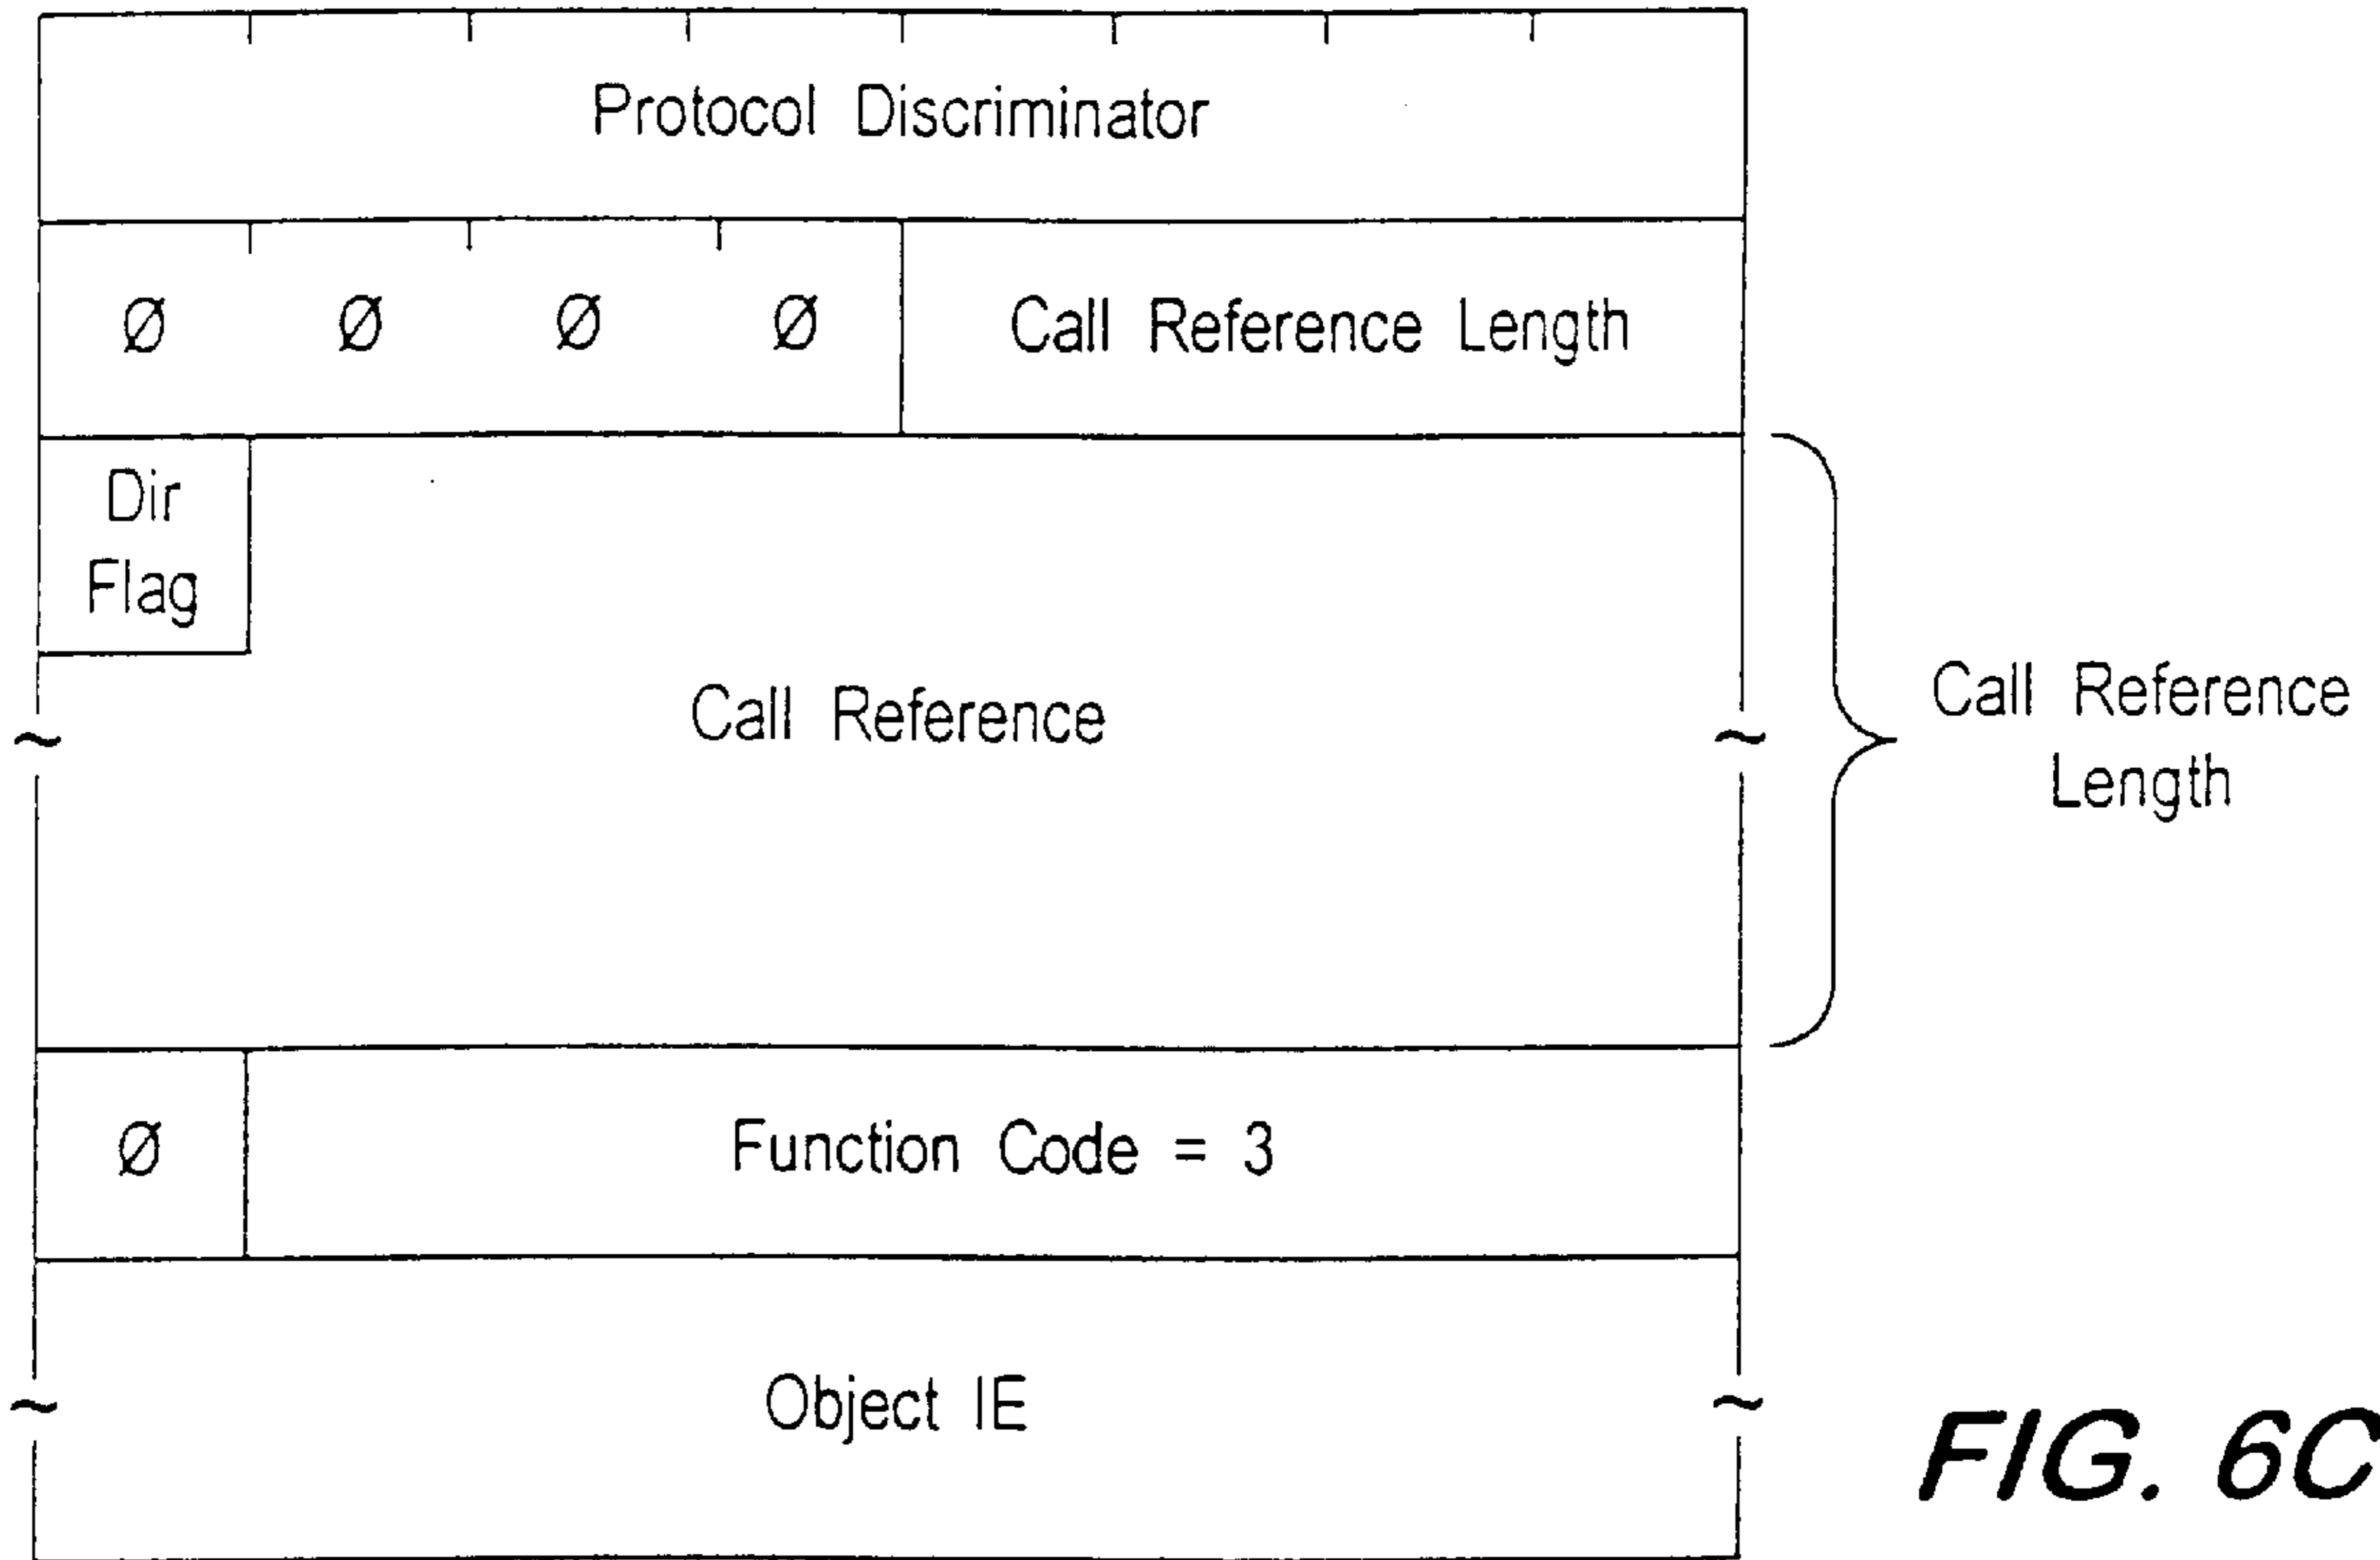 Protocol Discriminator
Ø Ø Ø Ø Call Reference Length
Dir
Flag
Call Reference
Call Reference
Length
Ø Function Code = 3
Object IE
FIG. 6C